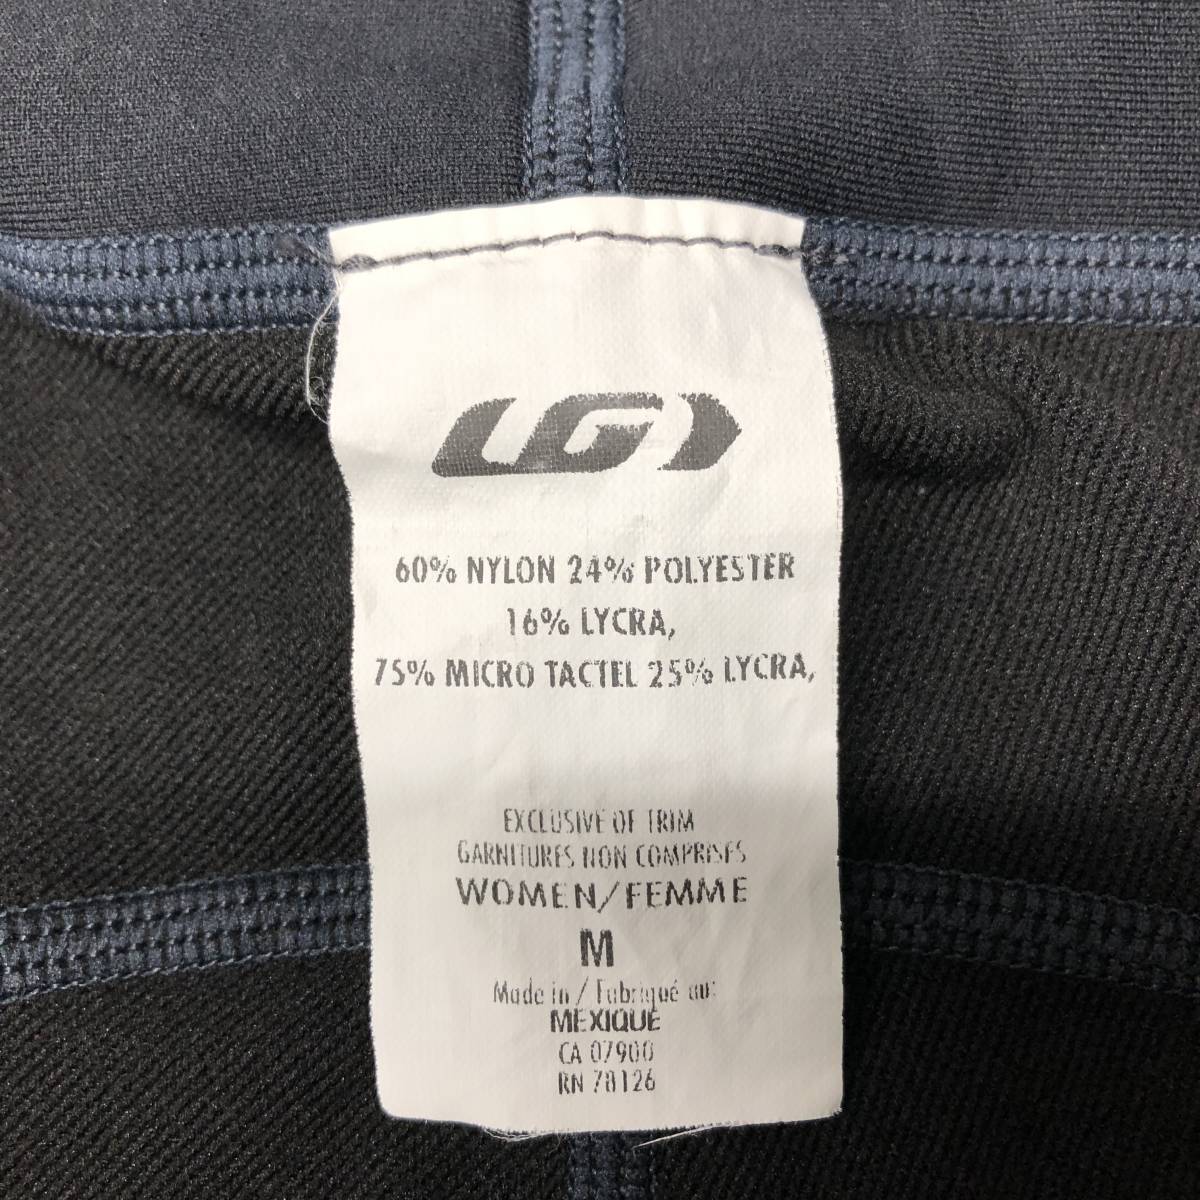 LG
60% NYLON 24% POLYESTER
16% LYCRA,
75% MICRO TACTEL 25% LYCRA,
EXCLUSIVE OF TRIM
GARNITURES NON COMPRISES
WOMEN/FEMME
M
Made in / Fabriqué au:
MEXIQUE
CA 07900
RN 78126